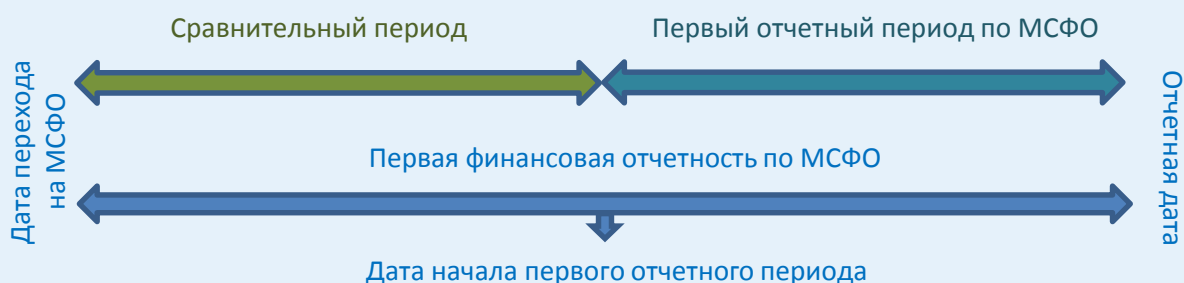 Сравнительный период
Первый отчетный период по МСФО
Дата перехода
на МСФО
Первая финансовая отчетность по МСФО
Отчетная дата
Дата начала первого отчетного периода